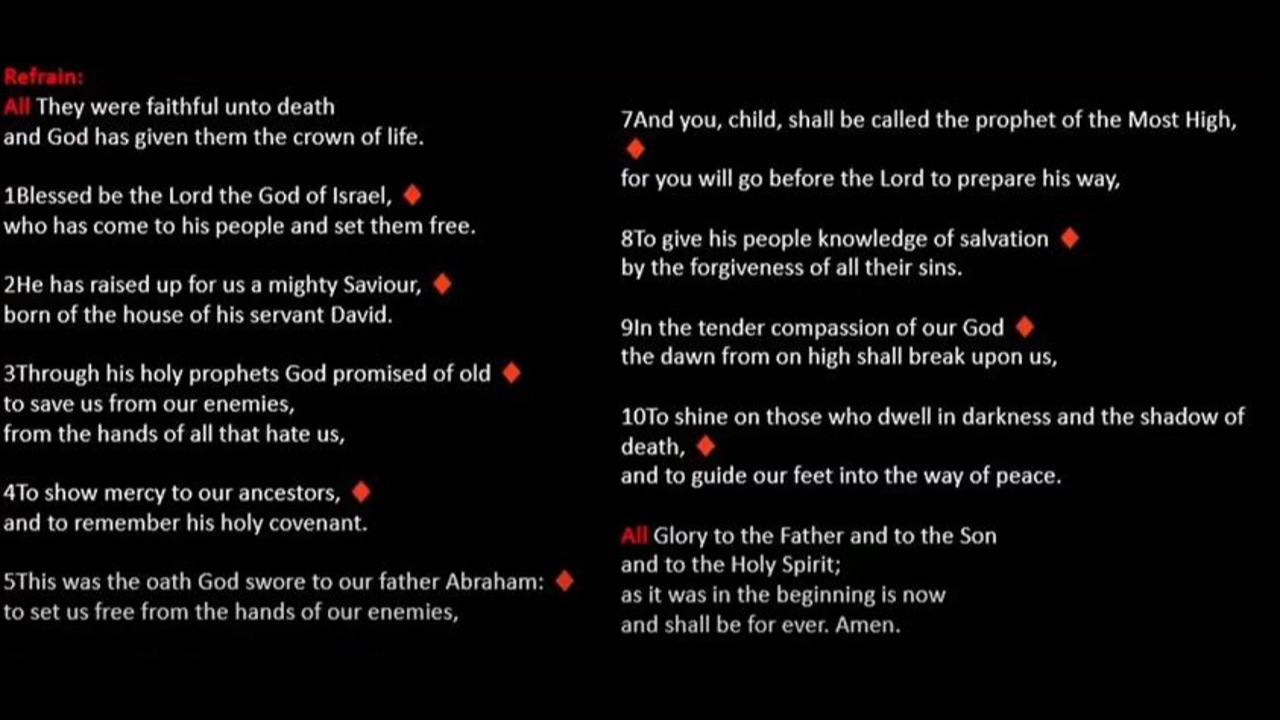 Refrain:
All They were faithful unto death
and God has given them the crown of life.
1Blessed be the Lord the God of Israel, ♦
who has come to his people and set them free.
2He has raised up for us a mighty Saviour, ♦
born of the house of his servant David.
3Through his holy prophets God promised of old ♦
to save us from our enemies,
from the hands of all that hate us,
4To show mercy to our ancestors, ♦
and to remember his holy covenant.
5This was the oath God swore to our father Abraham: ♦
to set us free from the hands of our enemies,
7And you, child, shall be called the prophet of the Most High,
♦
for you will go before the Lord to prepare his way,
8To give his people knowledge of salvation ♦
by the forgiveness of all their sins.
9In the tender compassion of our God ♦
the dawn from on high shall break upon us,
10To shine on those who dwell in darkness and the shadow of
death, ♦
and to guide our feet into the way of peace.
All Glory to the Father and to the Son
and to the Holy Spirit;
as it was in the beginning is now
and shall be for ever. Amen.